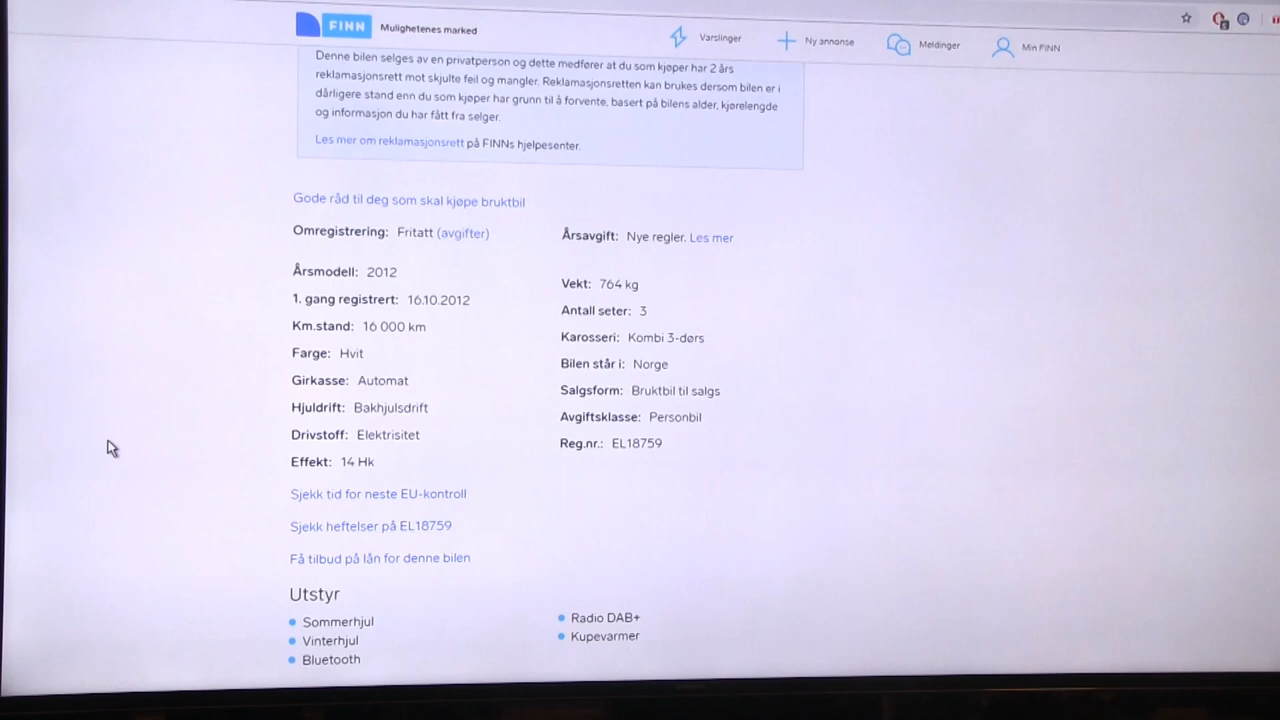 FINN Mulighetenes marked
Varslinger
Ny annonse
Meldinger
Min FINN
Denne bilen selges av en privatperson og dette medfører at du som kjøper har 2 års
reklamasjonsrett mot skjulte feil og mangler. Reklamasjonsretten kan brukes dersom bilen er i
dårligere stand enn du som kjøper har grunn til å forvente, basert på bilens alder, kjørelengde
og informasjon du har fått fra selger.
Les mer om reklamasjonsrett på FINNs hjelpesenter.
Gode råd til deg som skal kjøpe bruktbil
Omregistrering: Fritatt (avgifter)
Årsavgift: Nye regler. Les mer
Årsmodell: 2012
1. gang registrert: 16.10.2012
Km.stand: 16 000 km
Farge: Hvit
Girkasse: Automat
Hjuldrift: Bakhjulsdrift
Drivstoff: Elektrisitet
Effekt: 14 Hk
Vekt: 764 kg
Antall seter: 3
Karosseri: Kombi 3-dørs
Bilen står i: Norge
Salgsform: Bruktbil til salgs
Avgiftsklasse: Personbil
Reg.nr.: EL18759
Sjekk tid for neste EU-kontroll
Sjekk heftelser på EL18759
Få tilbud på lån for denne bilen
Utstyr
Sommerhjul
Vinterhjul
Bluetooth
Radio DAB+
Kupevarmer